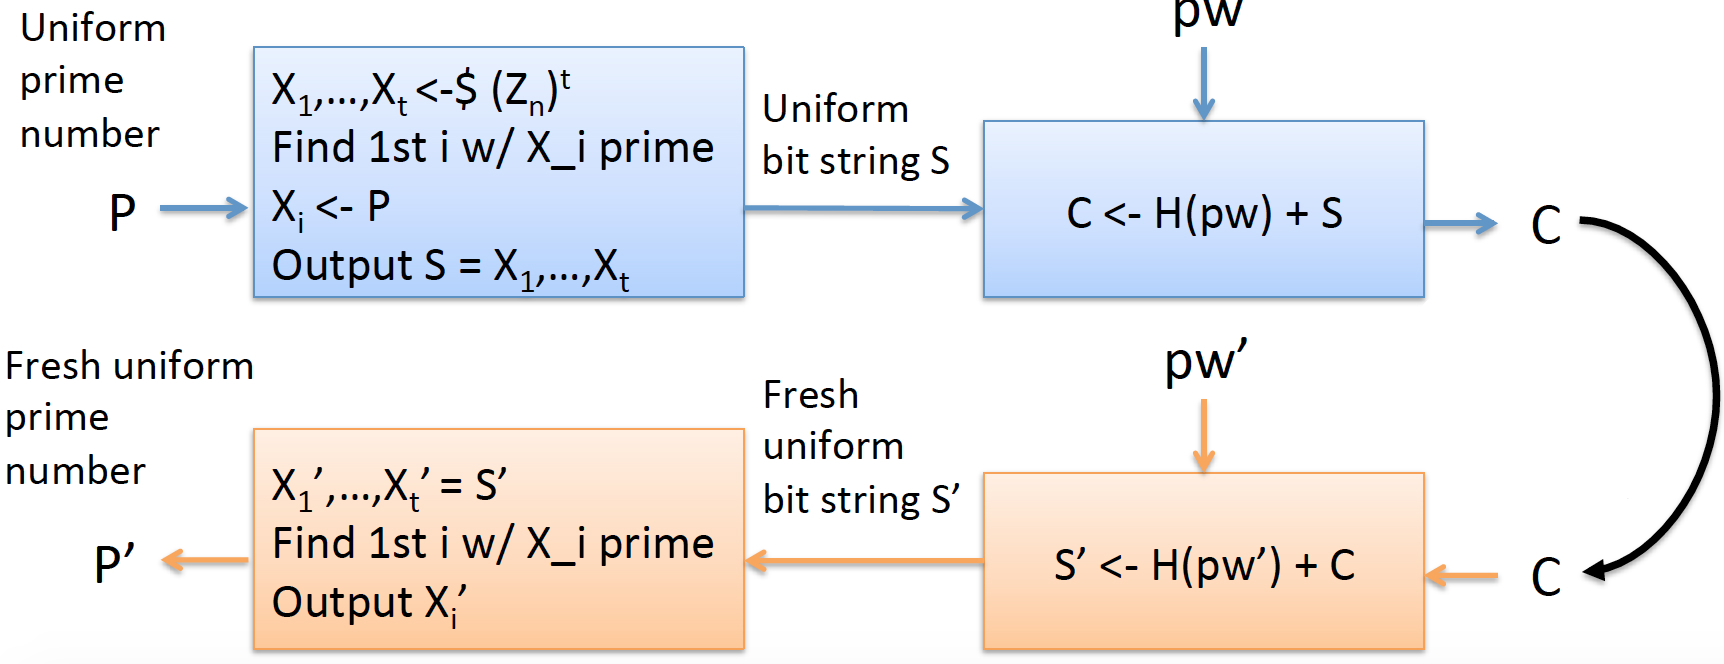 pw
Uniform
prime
number
P
X1,...,Xt <-$ (Zn)^t
Find 1st i w/ X_i prime
Xi <- P
Output S = X1,...,Xt
Uniform
bit string S
C <- H(pw) + S
C
Fresh uniform
prime
number
P’
X1’,...,Xt’ = S’
Find 1st i w/ X_i prime
Output Xi’
Fresh
uniform
bit string S’
pw’
S’ <- H(pw’) + C
C